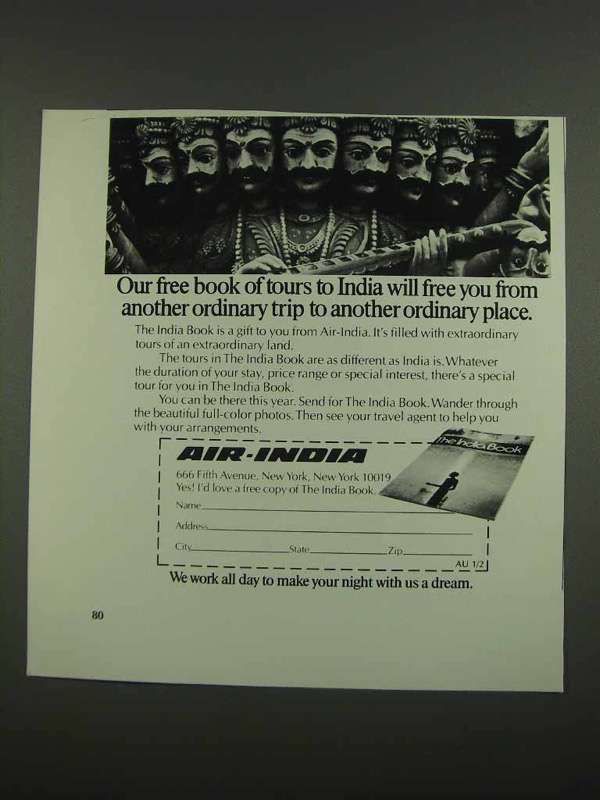 Our free book of tours to India will free you from
another ordinary trip to another ordinary place.
The India Book is a gift to you from Air-India. It's filled with extraordinary
tours of an extraordinary land.
The tours in The India Book are as different as India is. Whatever
the duration of your stay, price range or special interest, there's a special
tour for you in The India Book.
You can be there this year. Send for The India Book. Wander through
the beautiful full-color photos. Then see your travel agent to help you
with your arrangements.
AIR-INDIA
The India Book
666 Fifth Avenue, New York, New York 10019
Yes! I'd love a free copy of The India Book.
Name
Address
City State Zip
AU 1/2
We work all day to make your night with us a dream.
80